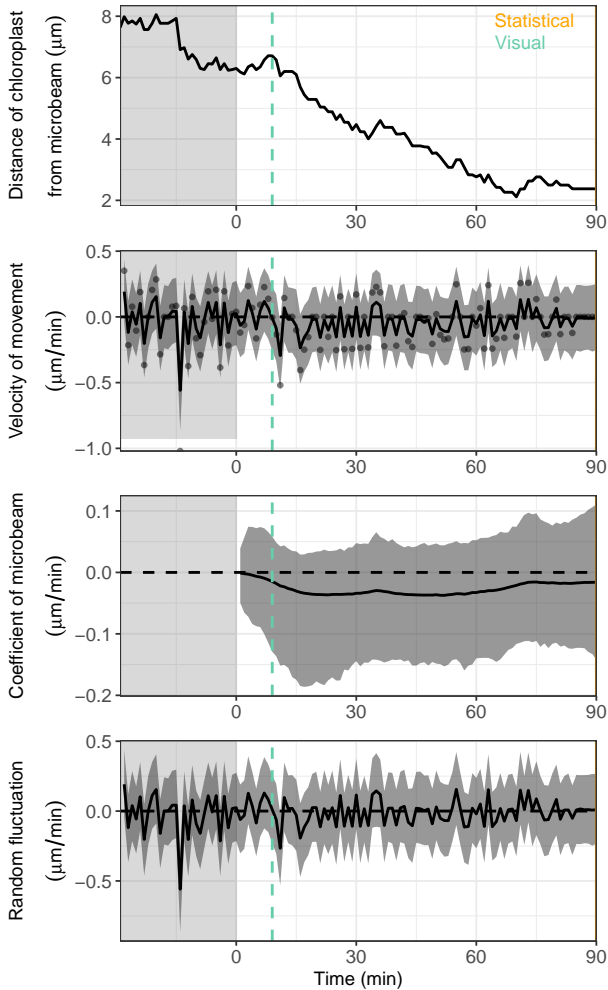 Distance of chloroplast
from microbeam (μm)
8
6
4
2
Statistical
Visual
0
30
60
90
Velocity of movement
(μm/min)
0.5
0.0
−0.5
−1.0
0
30
60
90
Coefficient of microbeam
(μm/min)
0.1
0.0
−0.1
−0.2
0
30
60
90
Random fluctuation
(μm/min)
0.5
0.0
−0.5
0
30
60
90
Time (min)